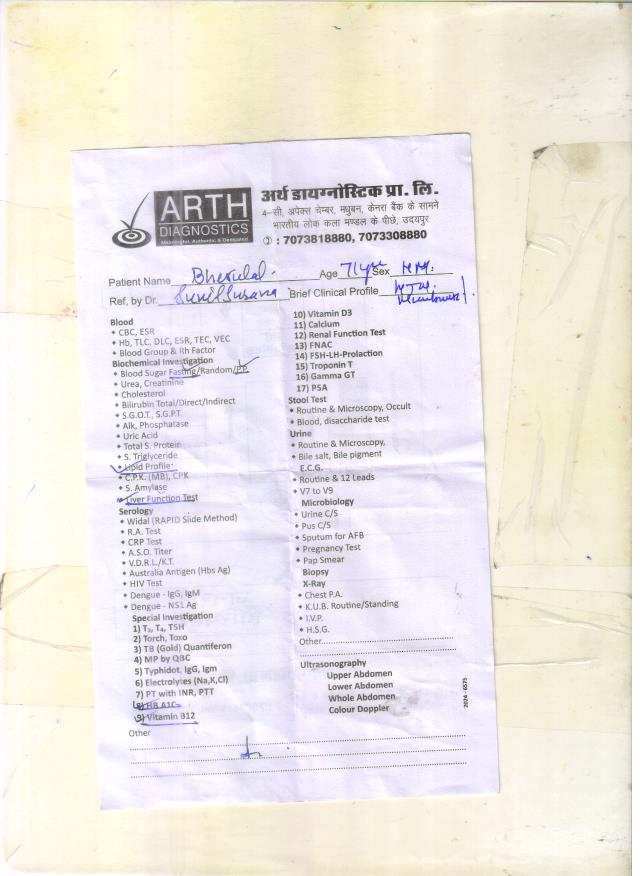 ARTH
DIAGNOSTICS
Meaningful, Authentic & Dedicated
अर्थ डायग्नोस्टिक प्रा. लि.
4-सी, अपेक्स चेम्बर, मधुबन, केनरा बैंक के सामने
भारतीय लोक कला मण्डल के पीछे, उदयपुर
: 7073818880, 7073308880
Patient Name Bherulal Age 71yr Sex
Ref, by Dr. Sunil Brief Clinical Profile
Blood
• CBC, ESR
• Hb, TLC, DLC, ESR, TEC, VEC
• Blood Group & Rh Factor
Biochemical Investigation
• Blood Sugar Fasting/Random/P.P.
• Urea, Creatinine
• Cholesterol
• Bilirubin Total/Direct/Indirect
• S.G.O.T., S.G.P.T.
• Alk, Phosphatase
• Uric Acid
• Total S. Protein
• S. Triglyceride
• Lipid Profile
• C.P.K. (MB), CPK
• S. Amylase
• Liver Function Test
Serology
• Widal (RAPID Slide Method)
• R.A. Test
• CRP Test
• A.S.O. Titer
• V.D.R.L./K.T.
• Australia Antigen (Hbs Ag)
• HIV Test
• Dengue - IgG, IgM
• Dengue - NS1 Ag
Special Investigation
1) T₃, T₄, TSH
2) Torch, Toxo
3) TB (Gold) Quantiferon
4) MP by QBC
5) Typhidot, IgG, Igm
6) Electrolytes (Na,K,Cl)
7) PT with INR, PTT
8) HB A1C
9) Vitamin B12
Other
10) Vitamin D3
11) Calcium
12) Renal Function Test
13) FNAC
14) FSH-LH-Prolaction
15) Troponin T
16) Gamma GT
17) PSA
Stool Test
• Routine & Microscopy, Occult
• Blood, disaccharide test
Urine
• Routine & Microscopy,
• Bile salt, Bile pigment
E.C.G.
• Routine & 12 Leads
• V7 to V9
Microbiology
• Urine C/S
• Pus C/S
• Sputum for AFB
• Pregnancy Test
• Pap Smear
Biopsy
X-Ray
• Chest P.A.
• K.U.B. Routine/Standing
• I.V.P.
• H.S.G.
Other
Ultrasonography
Upper Abdomen
Lower Abdomen
Whole Abdomen
Colour Doppler
2024 - 6575